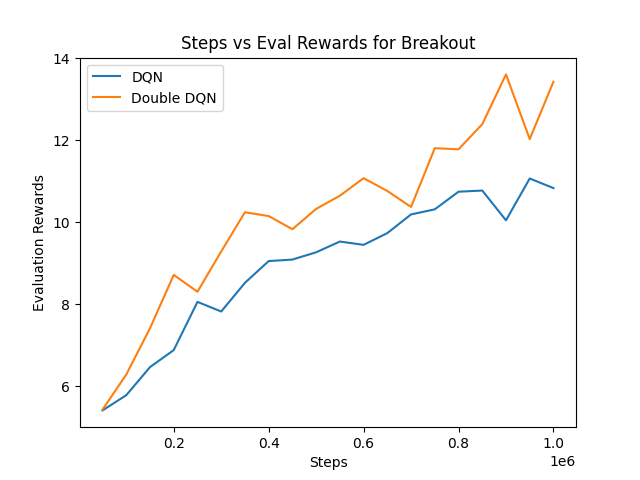 Steps vs Eval Rewards for Breakout
DQN
Double DQN
Evaluation Rewards
14
12
10
8
6
0.2 0.4 0.6 0.8 1.0
1e6
Steps